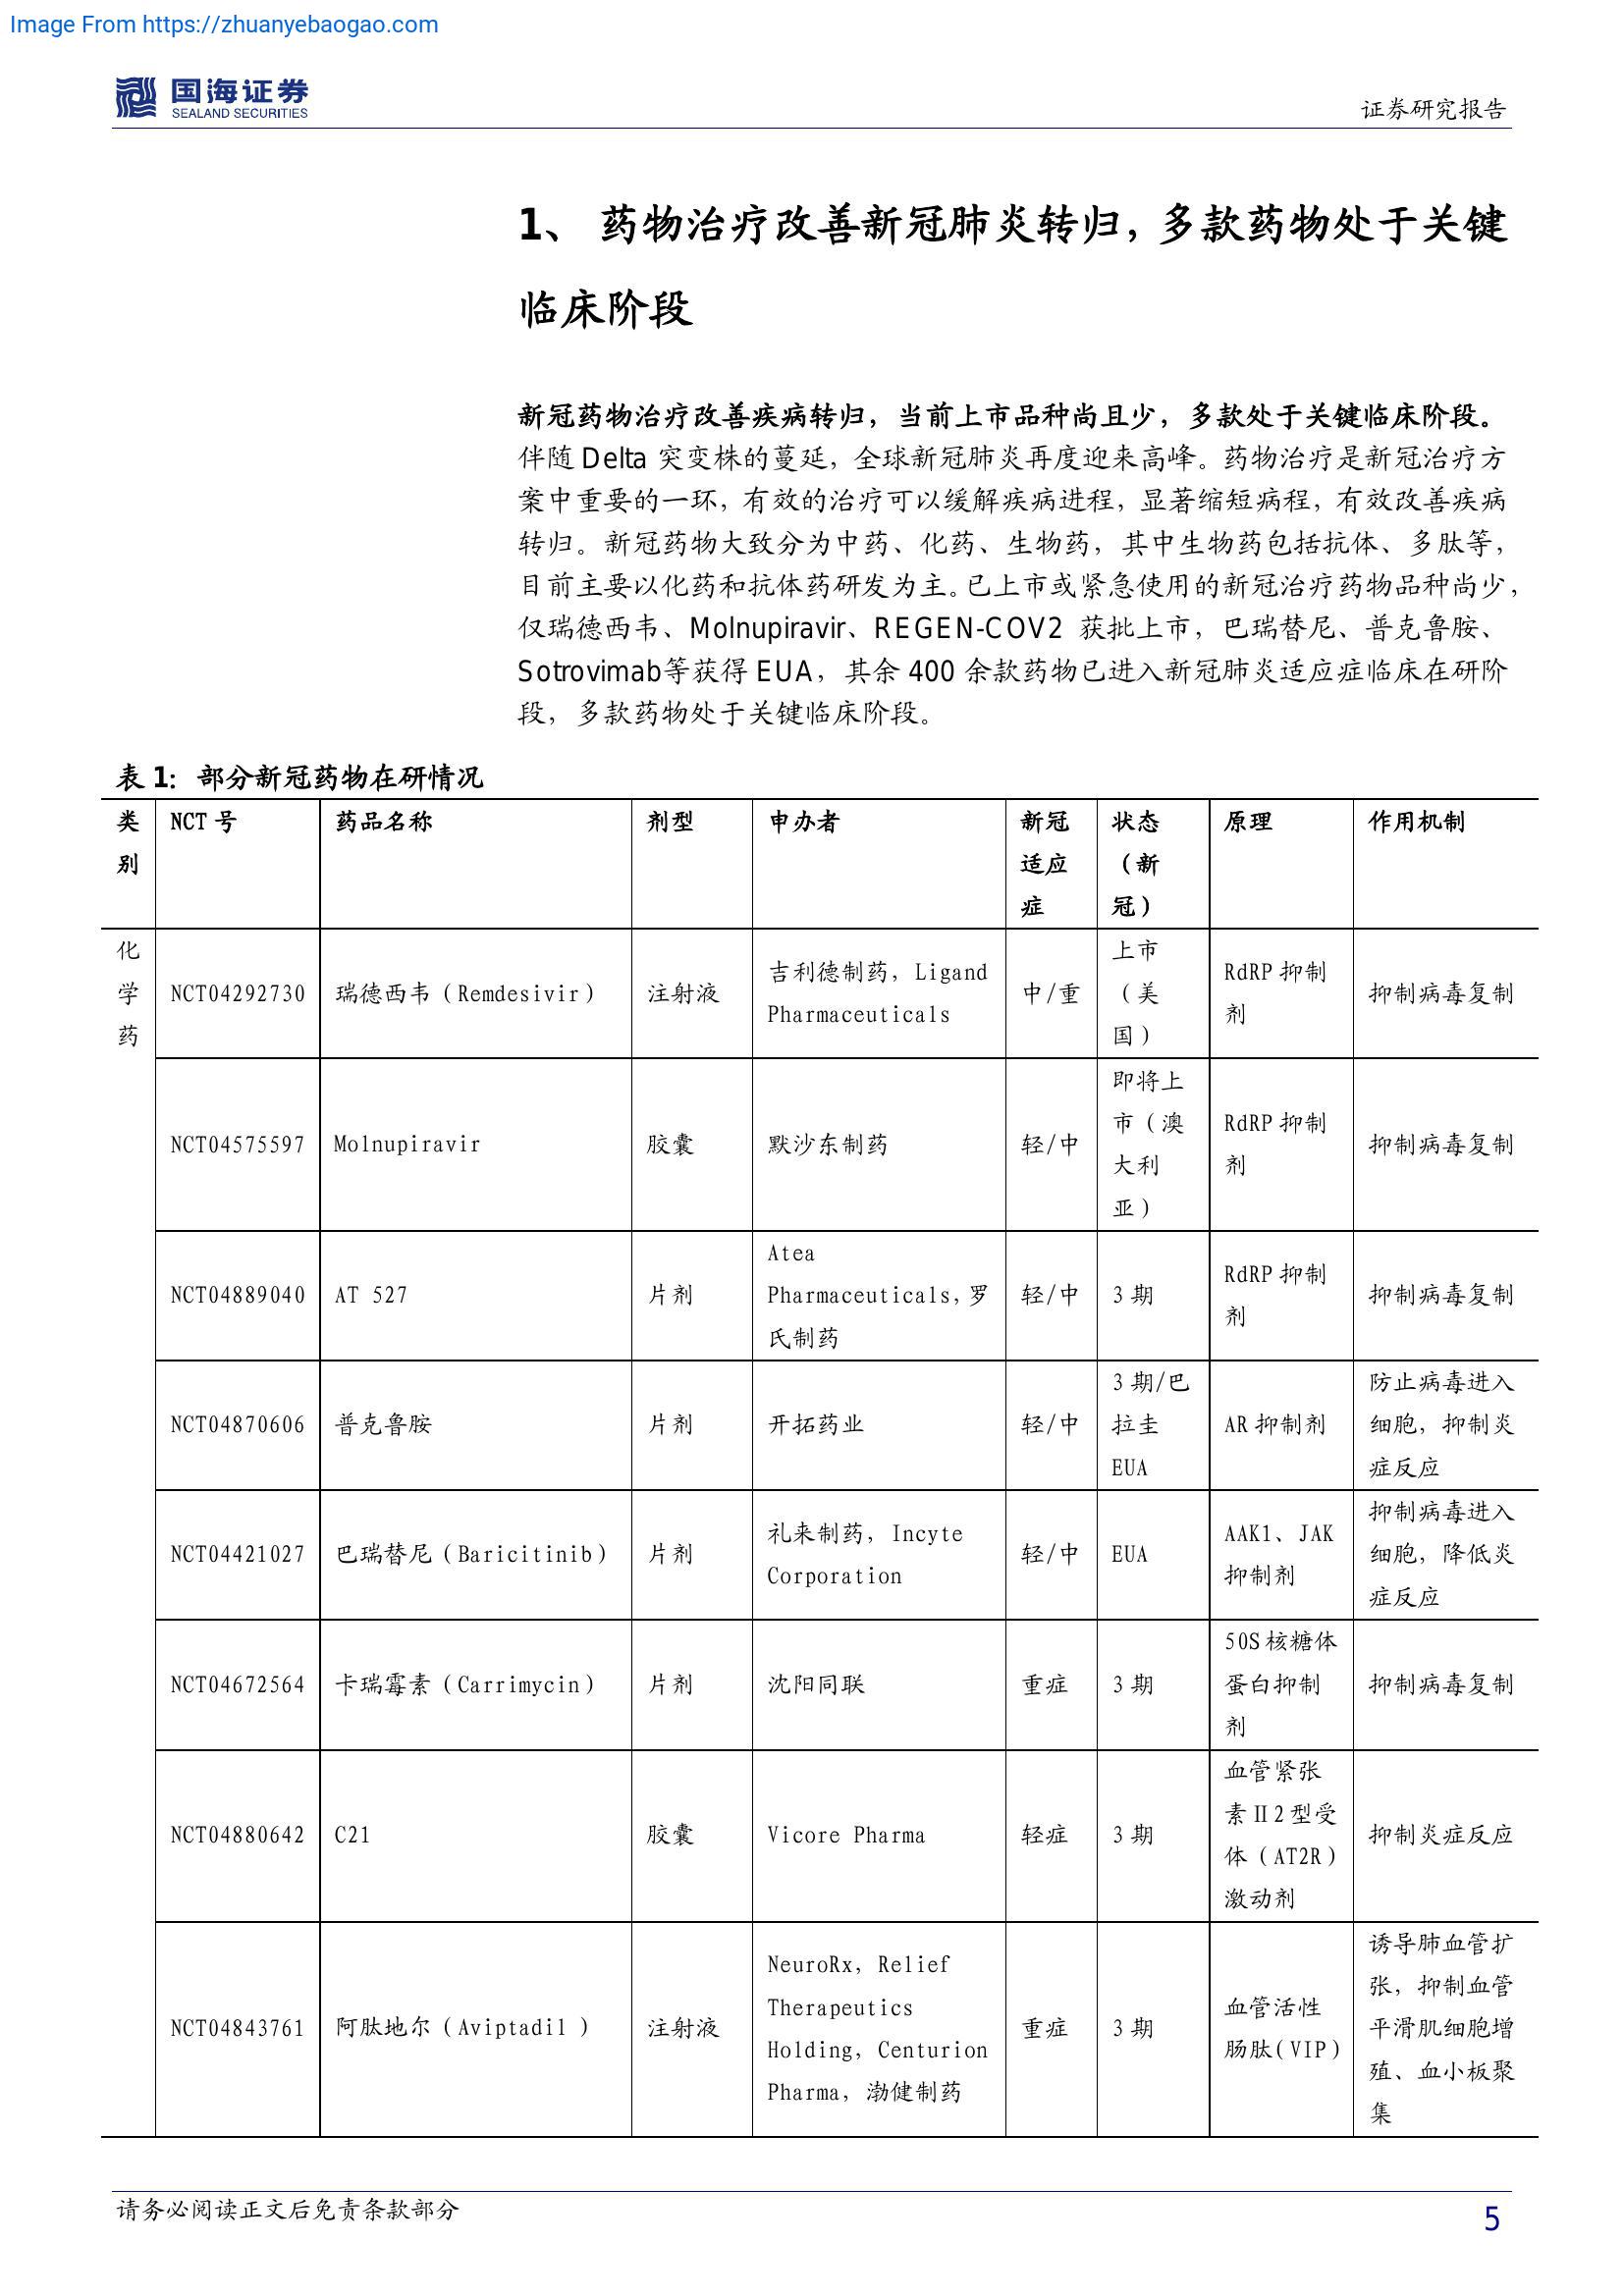 Image From https://zhuanyebaogao.com
国海证券
SEALAND SECURITIES
证券研究报告
1、 药物治疗改善新冠肺炎转归，多款药物处于关键
临床阶段
新冠药物治疗改善疾病转归，当前上市品种尚且少，多款处于关键临床阶段。
伴随 Delta 突变株的蔓延，全球新冠肺炎再度迎来高峰。药物治疗是新冠治疗方
案中重要的一环，有效的治疗可以缓解疾病进程，显著缩短病程，有效改善疾病
转归。新冠药物大致分为中药、化药、生物药，其中生物药包括抗体、多肽等，
目前主要以化药和抗体药研发为主。已上市或紧急使用的新冠治疗药物品种尚少，
仅瑞德西韦、Molnupiravir、REGEN-COV2 获批上市，巴瑞替尼、普克鲁胺、
Sotrovimab等获得 EUA，其余 400 余款药物已进入新冠肺炎适应症临床在研阶
段，多款药物处于关键临床阶段。
表 1：部分新冠药物在研情况
类
别
NCT 号
药品名称
剂型
申办者
新冠
适应
症
状态
（新
冠）
原理
作用机制
化
学
药
NCT04292730
瑞德西韦（Remdesivir）
注射液
吉利德制药，Ligand
Pharmaceuticals
中/重
上市
（美
国）
RdRP 抑制
剂
抑制病毒复制
NCT04575597
Molnupiravir
胶囊
默沙东制药
轻/中
即将上
市（澳
大利
亚）
RdRP 抑制
剂
抑制病毒复制
NCT04889040
AT 527
片剂
Atea
Pharmaceuticals，罗
氏制药
轻/中
3 期
RdRP 抑制
剂
抑制病毒复制
NCT04870606
普克鲁胺
片剂
开拓药业
轻/中
3 期/巴
拉圭
EUA
AR 抑制剂
防止病毒进入
细胞，抑制炎
症反应
NCT04421027
巴瑞替尼（Baricitinib）
片剂
礼来制药，Incyte
Corporation
轻/中
EUA
AAK1、JAK
抑制剂
抑制病毒进入
细胞，降低炎
症反应
NCT04672564
卡瑞霉素（Carrimycin）
片剂
沈阳同联
重症
3 期
50S 核糖体
蛋白抑制
剂
抑制病毒复制
NCT04880642
C21
胶囊
Vicore Pharma
轻症
3 期
血管紧张
素 II 2 型受
体（AT2R）
激动剂
抑制炎症反应
NCT04843761
阿肽地尔（Aviptadil ）
注射液
NeuroRx，Relief
Therapeutics
Holding，Centurion
Pharma，渤健制药
重症
3 期
血管活性
肠肽(VIP)
诱导肺血管扩
张，抑制血管
平滑肌细胞增
殖、血小板聚
集
请务必阅读正文后免责条款部分
5